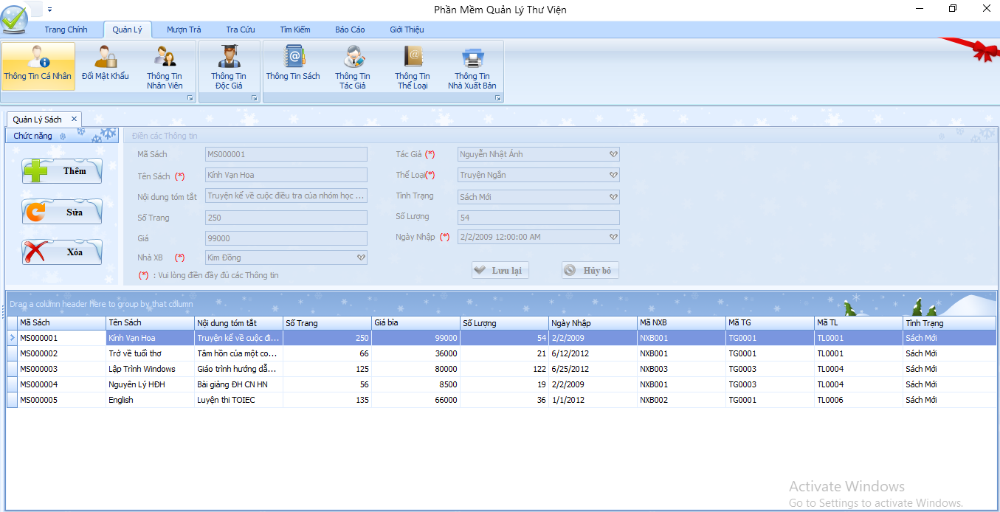 Phần Mềm Quản Lý Thư Viện
Trang Chính Quản Lý Mượn Trả Tra Cứu Tìm Kiếm Báo Cáo Giới Thiệu
Thông Tin Cá Nhân
Đổi Mật Khẩu
Thông Tin
Nhân Viên
Thông Tin
Độc Giả
Thông Tin Sách
Thông Tin
Tác Giả
Thông Tin
Thể Loại
Thông Tin
Nhà Xuất Bản
Quản Lý Sách
Chức năng
Thêm
Sửa
Xóa
Điền các Thông tin
Mã Sách MS000001
Tên Sách (*) Kính Vạn Hoa
Nội dung tóm tắt Truyện kể về cuộc điều tra của nhóm học ...
Số Trang 250
Giá 99000
Nhà XB (*) Kim Đồng
(*) : Vui lòng điền đầy đủ các Thông tin
Tác Giả (*) Nguyễn Nhật Ánh
Thể Loại(*) Truyện Ngắn
Tình Trạng Sách Mới
Số Lượng 54
Ngày Nhập (*) 2/2/2009 12:00:00 AM
Lưu lại Hủy bỏ
Drag a column header here to group by that column
Mã Sách Tên Sách Nội dung tóm tắt Số Trang Giá bìa Số Lượng Ngày Nhập Mã NXB Mã TG Mã TL Tình Trạng
MS000001 Kính Vạn Hoa Truyện kể về cuộc đi... 250 99000 54 2/2/2009 NXB001 TG0001 TL0001 Sách Mới
MS000002 Trở về tuổi thơ Tâm hồn của một co... 66 36000 21 6/12/2012 NXB001 TG0001 TL0001 Sách Mới
MS000003 Lập Trình Windows Giáo trình hướng dẫ... 125 80000 122 6/25/2012 NXB003 TG0003 TL0004 Sách Mới
MS000004 Nguyên Lý HĐH Bài giảng ĐH CN HN 56 8500 19 2/2/2009 NXB001 TG0003 TL0004 Sách Mới
MS000005 English Luyện thi TOIEC 135 66000 36 1/1/2012 NXB002 TG0001 TL0006 Sách Mới
Activate Windows
Go to Settings to activate Windows.